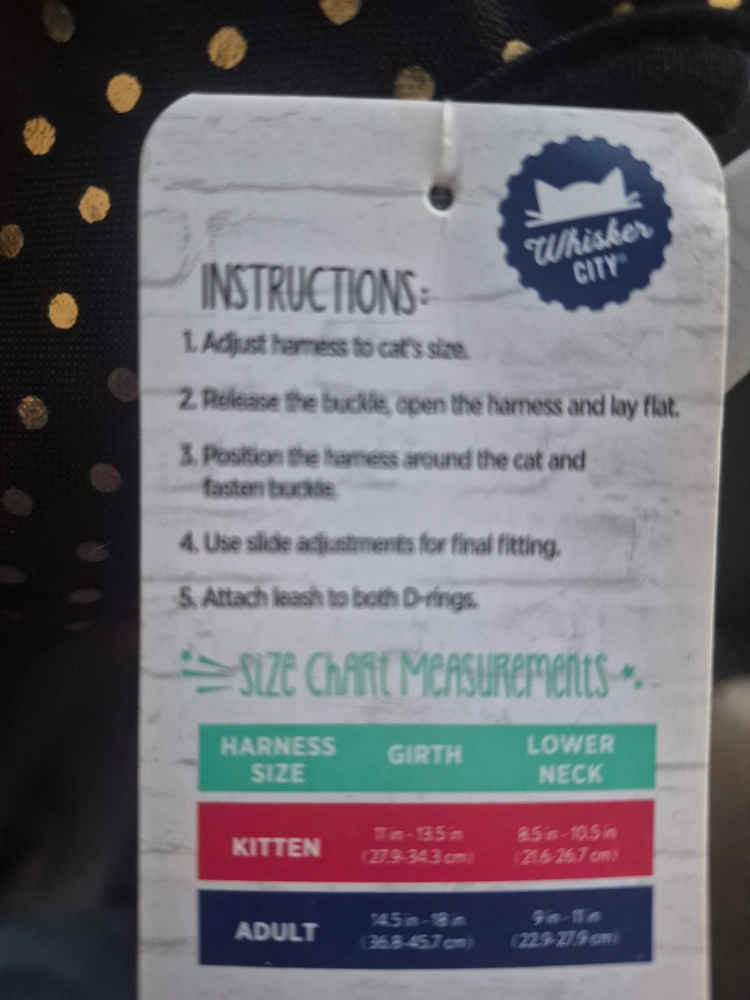 Whisker
CITY®
INSTRUCTIONS:
1. Adjust harness to cat's size.
2. Release the buckle, open the harness and lay flat.
3. Position the harness around the cat and
fasten buckle.
4. Use slide adjustments for final fitting.
5. Attach leash to both D-rings.
SIZE CHART MEASUREMENTS
HARNESS SIZE GIRTH LOWER NECK
KITTEN 11 in - 13.5 in 8.5 in - 10.5 in
(27.9-34.3 cm) (21.6-26.7 cm)
ADULT 14.5 in - 18 in 9 in - 11 in
(36.8-45.7 cm) (22.9-27.9 cm)